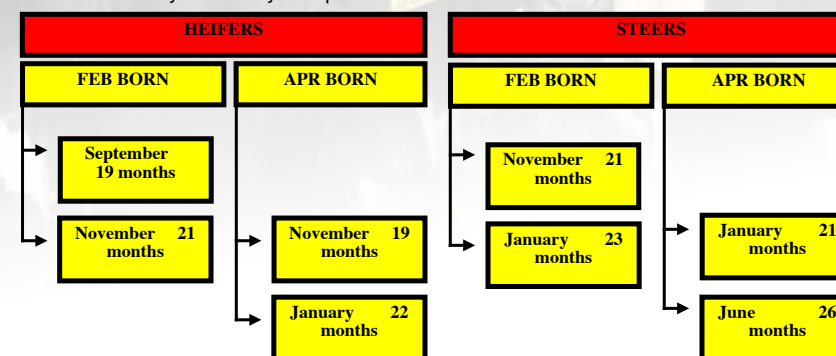 HEIFERS
STEERS
FEB BORN
APR BORN
FEB BORN
APR BORN
September
19 months
November 21
months
November 19
months
January 22
months
November 21
months
January 23
months
January 21
months
June 26
months